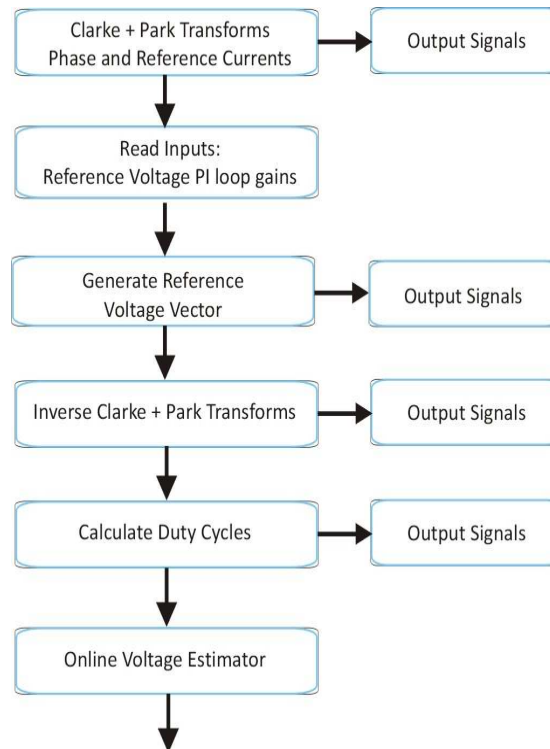 Clarke + Park Transforms
Phase and Reference Currents
Output Signals
Read Inputs:
Reference Voltage PI loop gains
Generate Reference
Voltage Vector
Output Signals
Inverse Clarke + Park Transforms
Output Signals
Calculate Duty Cycles
Output Signals
Online Voltage Estimator